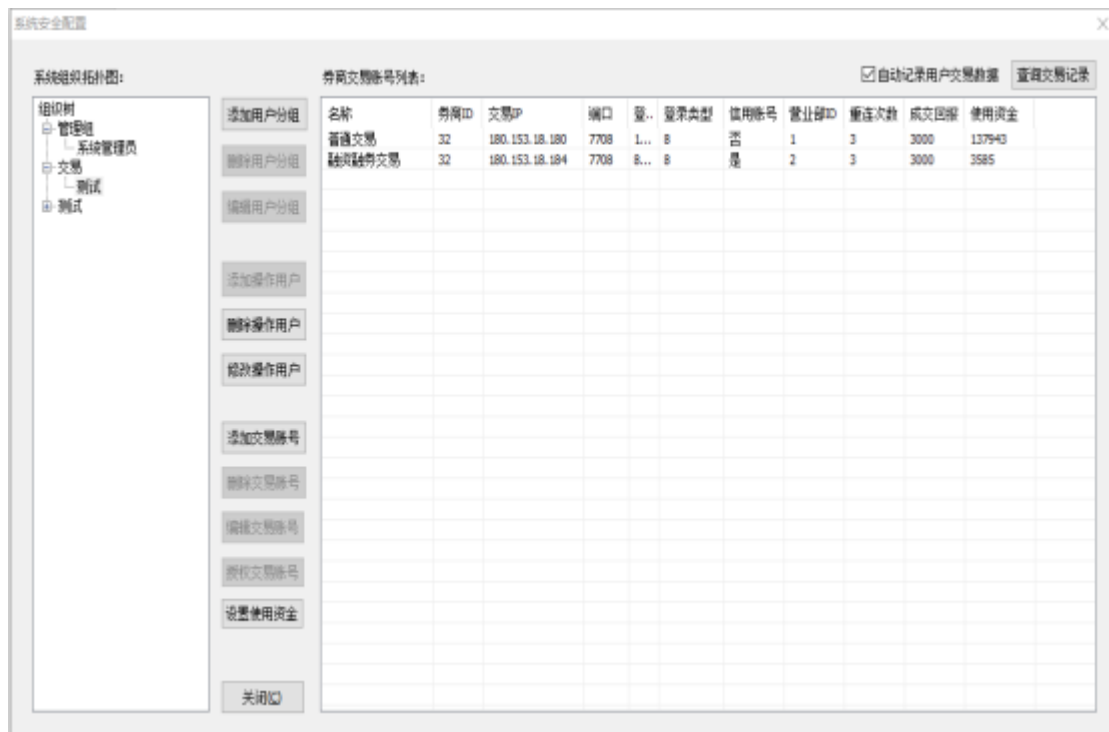 系统安全配置
系统组织拓扑图:
券商交易账号列表:
自动记录用户交易数据
查询交易记录
组织树
管理组
系统管理员
交易
测试
测试
添加用户分组
删除用户分组
编辑用户分组
添加操作用户
删除操作用户
修改操作用户
添加交易账号
删除交易账号
编辑交易账号
授权交易账号
设置使用资金
关闭(C)
名称 券商ID 交易IP 端口 登.. 登录类型 信用账号 营业部ID 重连次数 成交回报 使用资金
普通交易 32 180.153.18.180 7708 1... 8 否 1 3 3000 137943
融资融券交易 32 180.153.18.184 7708 8... 8 是 2 3 3000 3585